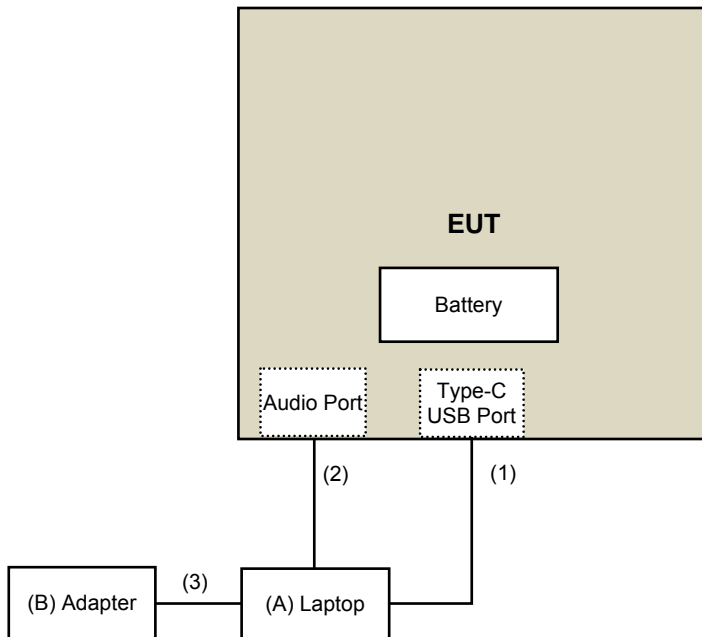 EUT
Battery
Audio Port
Type-C
USB Port
(2)
(1)
(B) Adapter
(3)
(A) Laptop